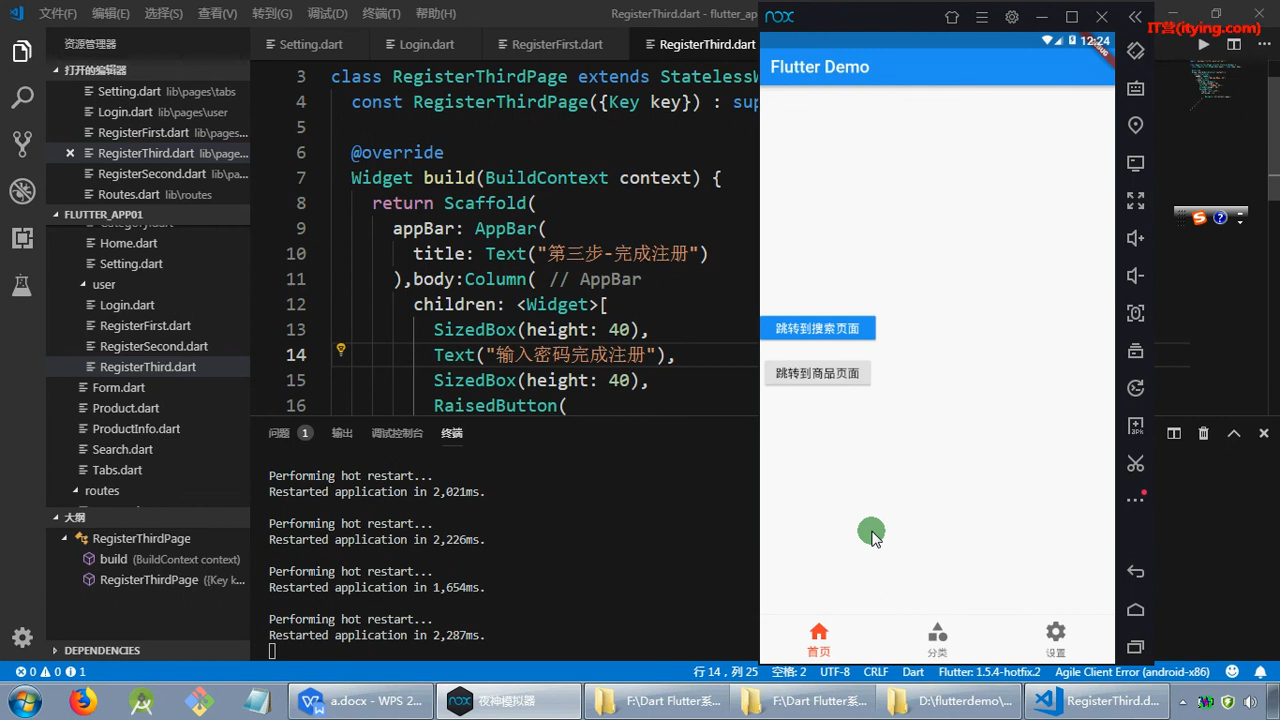 文件(F) 编辑(E) 选择(S) 查看(V) 转到(G) 调试(D) 终端(T) 帮助(H) RegisterThird.dart - flutter_ap
nox
IT营(itying.com)
资源管理器
Setting.dart Login.dart RegisterFirst.dart RegisterThird.dart
打开的编辑器
Setting.dart lib\pages\tabs
Login.dart lib\pages\user
RegisterFirst.dart lib\pages...
RegisterThird.dart lib\page...
RegisterSecond.dart lib\pa...
Routes.dart lib\routes
FLUTTER_APP01
Home.dart
Setting.dart
user
Login.dart
RegisterFirst.dart
RegisterSecond.dart
RegisterThird.dart
Form.dart
Product.dart
ProductInfo.dart
Search.dart
Tabs.dart
routes
大纲
RegisterThirdPage
build (BuildContext context)
RegisterThirdPage ({Key k...
DEPENDENCIES
3 class RegisterThirdPage extends StatelessW
4 const RegisterThirdPage({Key key}) : sup
5
6 @override
7 Widget build(BuildContext context) {
8 return Scaffold(
9 appBar: AppBar(
10 title: Text("第三步-完成注册")
11 ),body:Column( // AppBar
12 children: <Widget>[
13 SizedBox(height: 40),
14 Text("输入密码完成注册"),
15 SizedBox(height: 40),
16 RaisedButton(
问题 1 输出 调试控制台 终端
Performing hot restart...
Restarted application in 2,021ms.
Performing hot restart...
Restarted application in 2,226ms.
Performing hot restart...
Restarted application in 1,654ms.
Performing hot restart...
Restarted application in 2,287ms.
12:24
Flutter Demo
跳转到搜索页面
跳转到商品页面
首页 分类 设置
0 0 1 行 14，列 25 空格: 2 UTF-8 CRLF Dart Flutter: 1.5.4-hotfix.2 Agile Client Error (android-x86)
a.docx - WPS 2... 夜神模拟器 F:\Dart Flutter系... F:\Dart Flutter系... D:\flutterdemo\... RegisterThird.d...